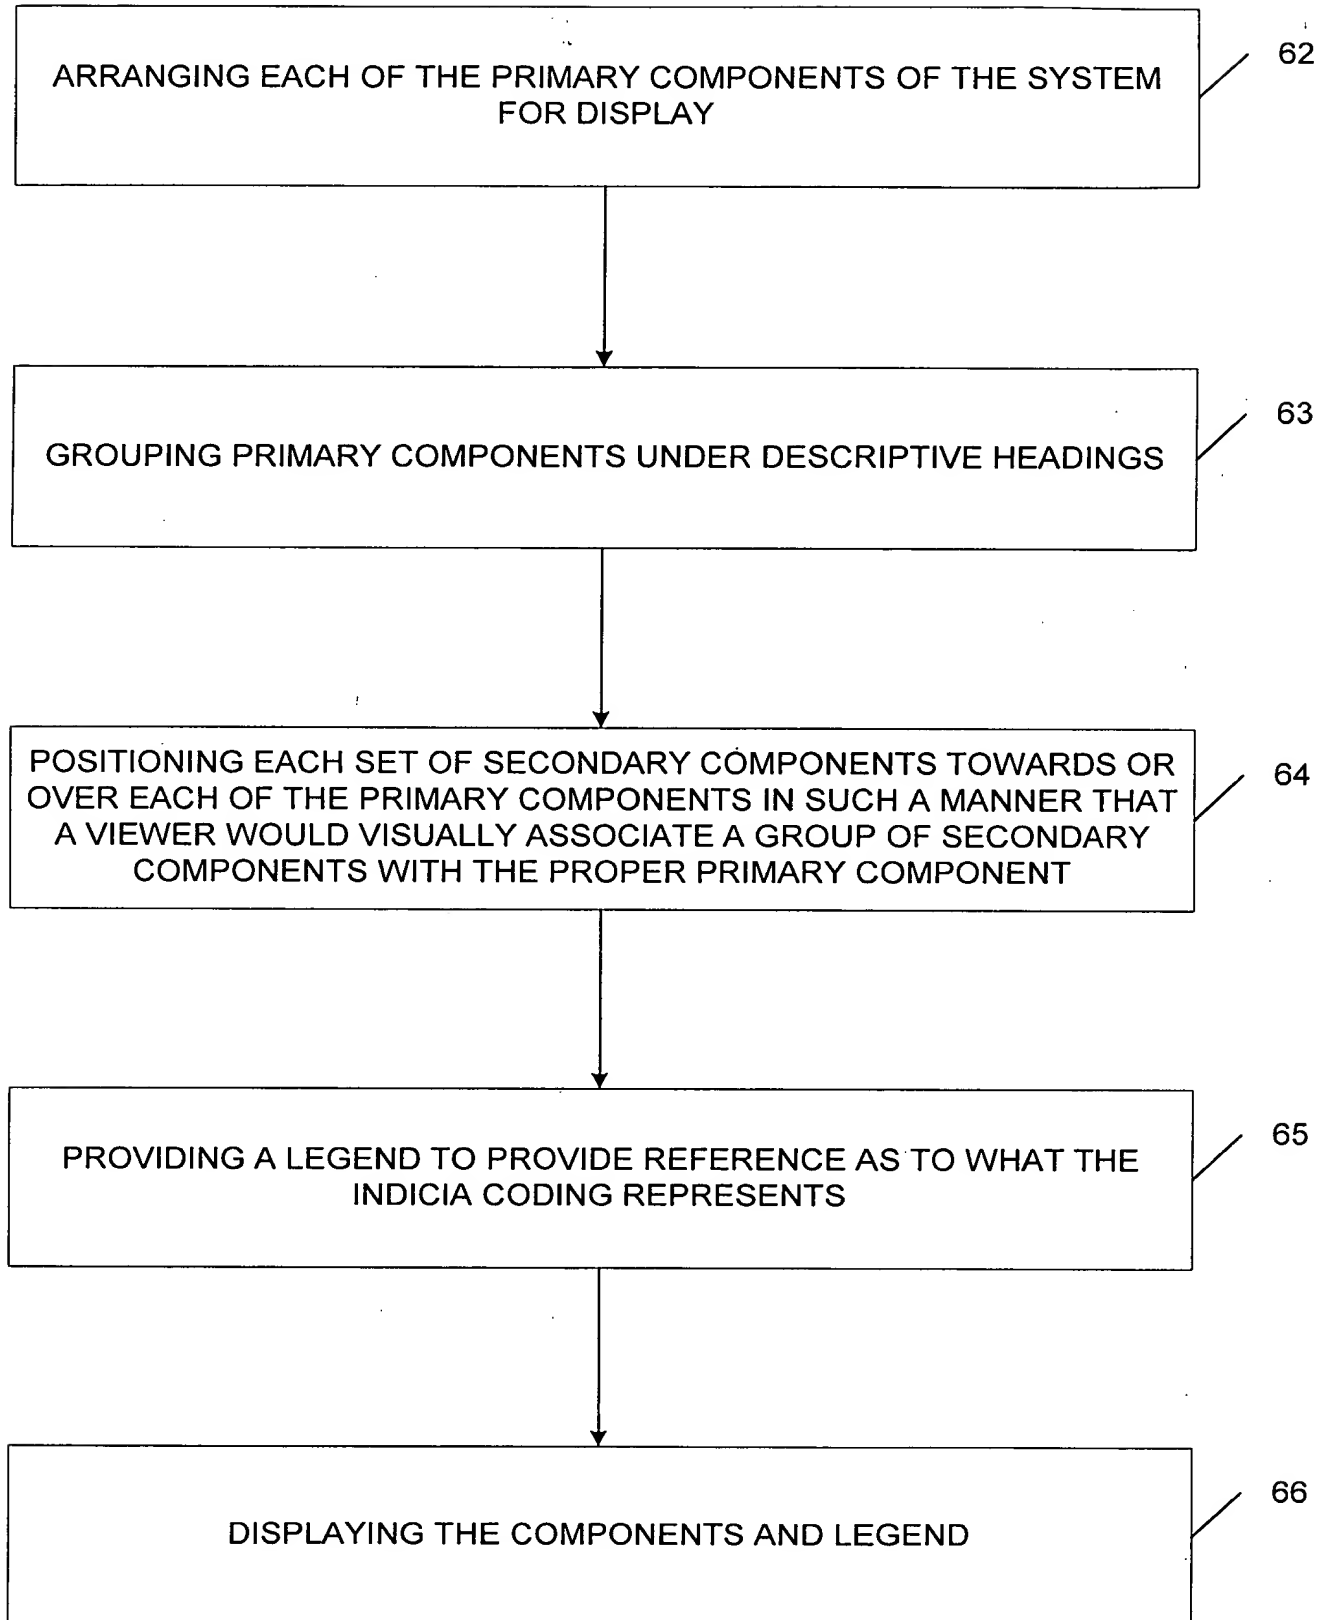 ARRANGING EACH OF THE PRIMARY COMPONENTS OF THE SYSTEM
FOR DISPLAY
62
GROUPING PRIMARY COMPONENTS UNDER DESCRIPTIVE HEADINGS
63
POSITIONING EACH SET OF SECONDARY COMPONENTS TOWARDS OR
OVER EACH OF THE PRIMARY COMPONENTS IN SUCH A MANNER THAT
A VIEWER WOULD VISUALLY ASSOCIATE A GROUP OF SECONDARY
COMPONENTS WITH THE PROPER PRIMARY COMPONENT
64
PROVIDING A LEGEND TO PROVIDE REFERENCE AS TO WHAT THE
INDICIA CODING REPRESENTS
65
DISPLAYING THE COMPONENTS AND LEGEND
66